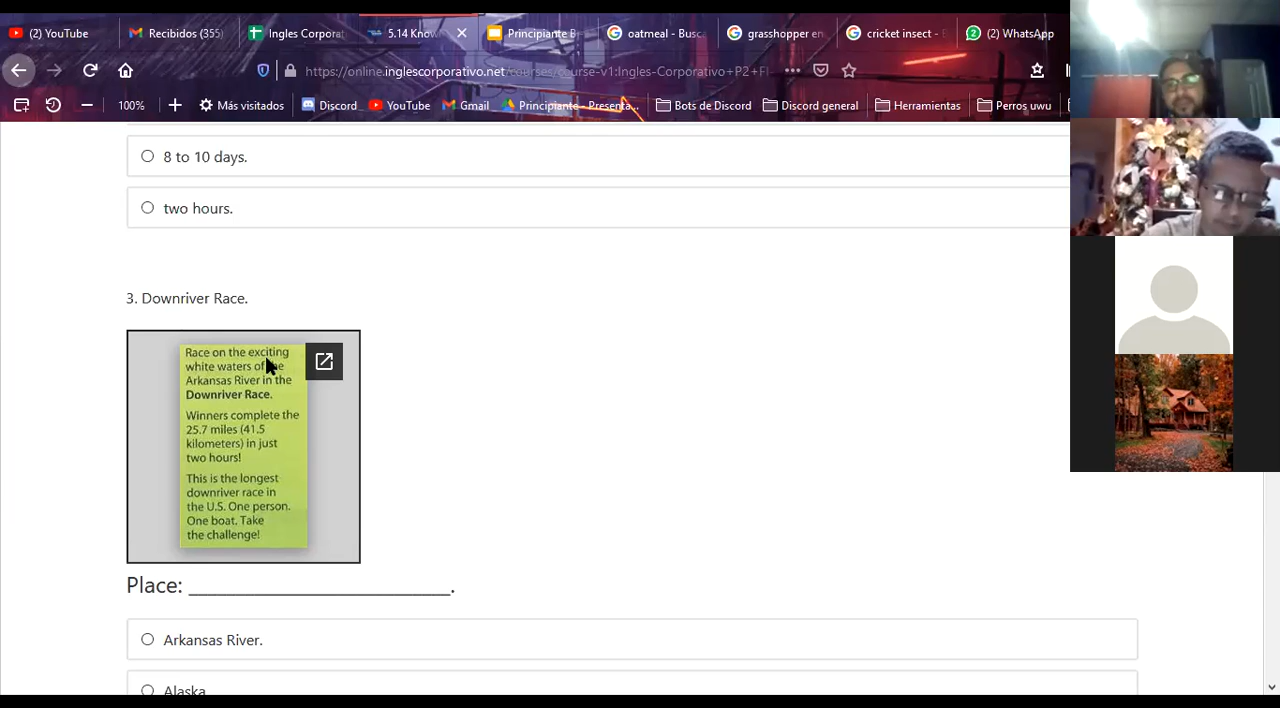 (2) YouTube
Recibidos (355)
Ingles Corporat
5.14 Know
Principiante B
oatmeal - Busca
grasshopper en
cricket insect - B
(2) WhatsApp
https://online.inglescorporativo.net/courses/course-v1:Ingles-Corporativo+P2+Fl
100%
Más visitados
Discord
YouTube
Gmail
Principiante - Presenta...
Bots de Discord
Discord general
Herramientas
Perros uwu
8 to 10 days.
two hours.
3. Downriver Race.
Race on the exciting
white waters of the
Arkansas River in the
Downriver Race.
Winners complete the
25.7 miles (41.5
kilometers) in just
two hours!
This is the longest
downriver race in
the U.S. One person.
One boat. Take
the challenge!
Place: ___________________________.
Arkansas River.
Alaska